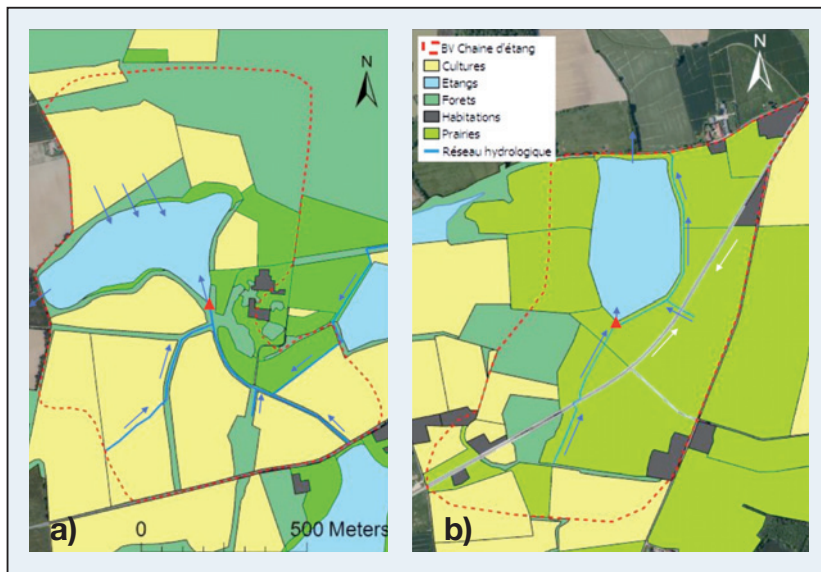 N
a)
0 500 Meters
BV Chaine d'étang
Cultures
Etangs
Forets
Habitations
Prairies
Réseau hydrologique
N
b)